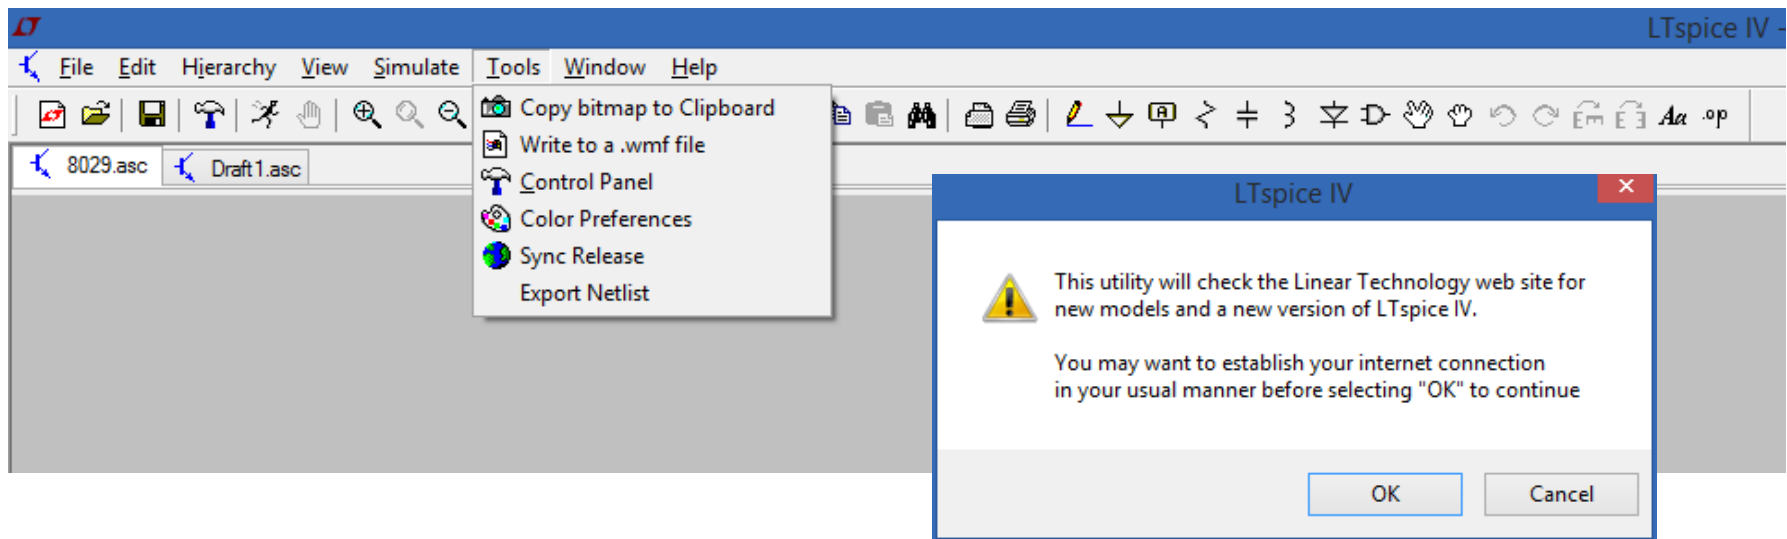 LTspice IV -
File Edit Hierarchy View Simulate Tools Window Help
Copy bitmap to Clipboard
Write to a .wmf file
Control Panel
Color Preferences
Sync Release
Export Netlist
A
Aa .op
8029.asc Draft1.asc
LTspice IV
This utility will check the Linear Technology web site for
new models and a new version of LTspice IV.
You may want to establish your internet connection
in your usual manner before selecting "OK" to continue
OK Cancel